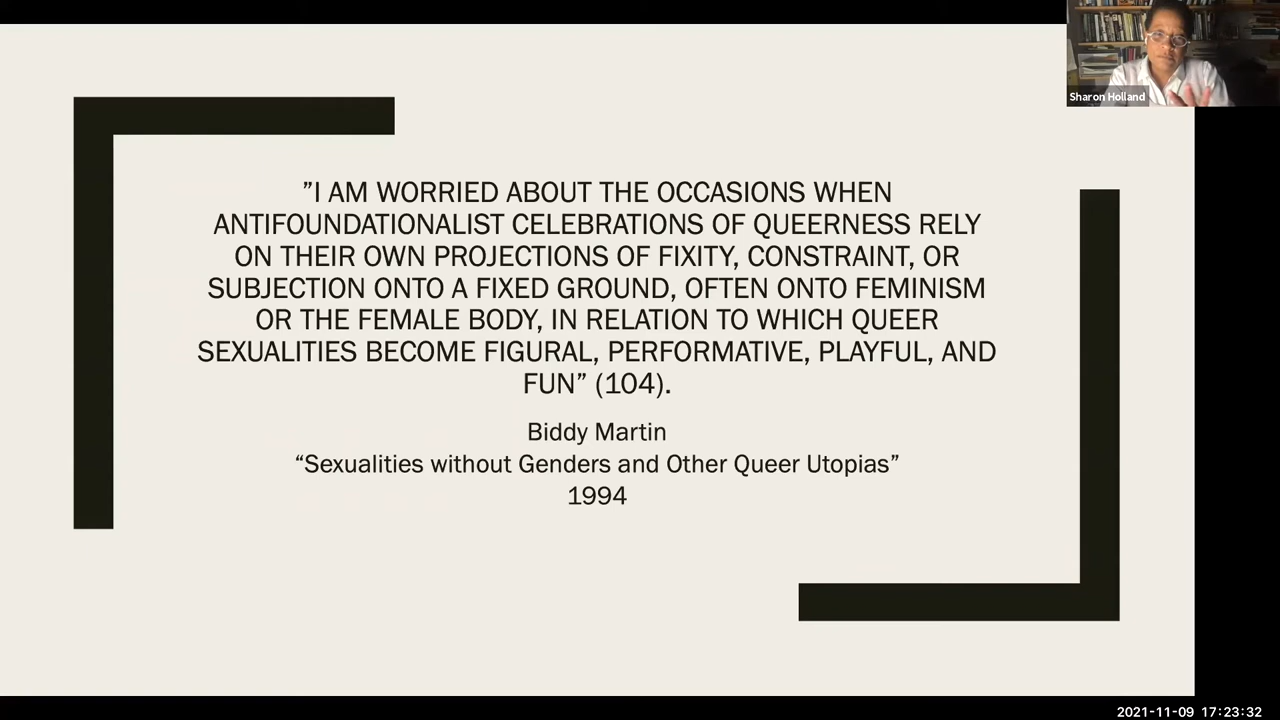 Sharon Holland
”I AM WORRIED ABOUT THE OCCASIONS WHEN
ANTIFOUNDATIONALIST CELEBRATIONS OF QUEERNESS RELY
ON THEIR OWN PROJECTIONS OF FIXITY, CONSTRAINT, OR
SUBJECTION ONTO A FIXED GROUND, OFTEN ONTO FEMINISM
OR THE FEMALE BODY, IN RELATION TO WHICH QUEER
SEXUALITIES BECOME FIGURAL, PERFORMATIVE, PLAYFUL, AND
FUN” (104).
Biddy Martin
“Sexualities without Genders and Other Queer Utopias”
1994
2021-11-09 17:23:32